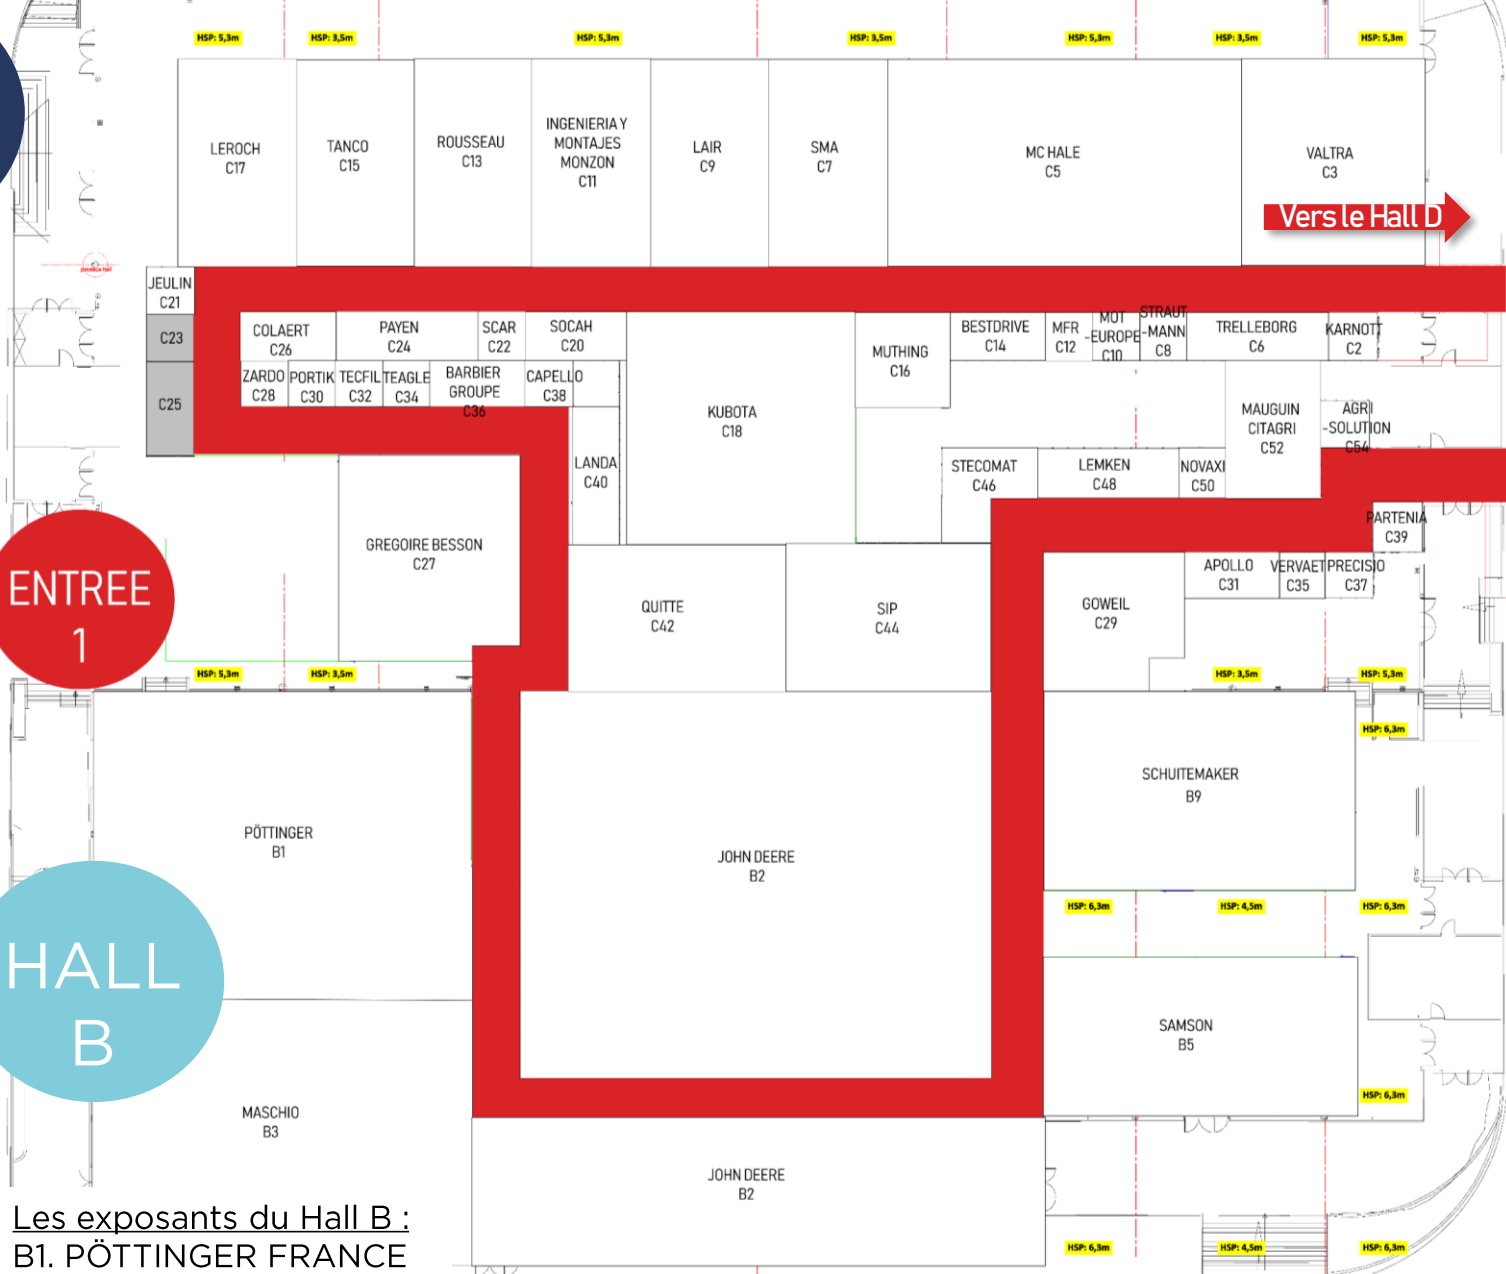 HSP: 5,3m
HSP: 3,5m
HSP: 5,3m
HSP: 3,5m
HSP: 5,3m
HSP: 3,5m
HSP: 5,3m
LEROCH
C17
TANCO
C15
ROUSSEAU
C13
INGENIERIA Y
MONTAJES
MONZON
C11
LAIR
C9
SMA
C7
MC HALE
C5
VALTRA
C3
Vers le Hall D
JEULIN
C21
C23
C25
COLAERT
C26
PAYEN
C24
SCAR
C22
SOCAH
C20
ZARDO
C28
PORTIK
C30
TECFIL
C32
TEAGLE
C34
BARBIER
GROUPE
C36
CAPELLO
C38
LANDA
C40
KUBOTA
C18
MUTHING
C16
BESTDRIVE
C14
MFR
C12
MOT
-EUROPE
C10
STRAUT
-MANN
C8
TRELLEBORG
C6
KARNOTT
C2
MAUGUIN
CITAGRI
C52
AGRI
-SOLUTION
C54
STECOMAT
C46
LEMKEN
C48
NOVAXI
C50
PARTENIA
C39
GREGOIRE BESSON
C27
QUITTE
C42
SIP
C44
GOWEIL
C29
APOLLO
C31
VERVAET
C35
PRECISIO
C37
ENTREE
1
HSP: 5,3m
HSP: 3,5m
HSP: 3,5m
HSP: 5,3m
HSP: 6,3m
PÖTTINGER
B1
JOHN DEERE
B2
SCHUITEMAKER
B9
HSP: 6,3m
HSP: 4,5m
HSP: 6,3m
HALL
B
SAMSON
B5
HSP: 6,3m
MASCHIO
B3
JOHN DEERE
B2
HSP: 6,3m
HSP: 4,5m
HSP: 6,3m
Les exposants du Hall B :
B1. PÖTTINGER FRANCE